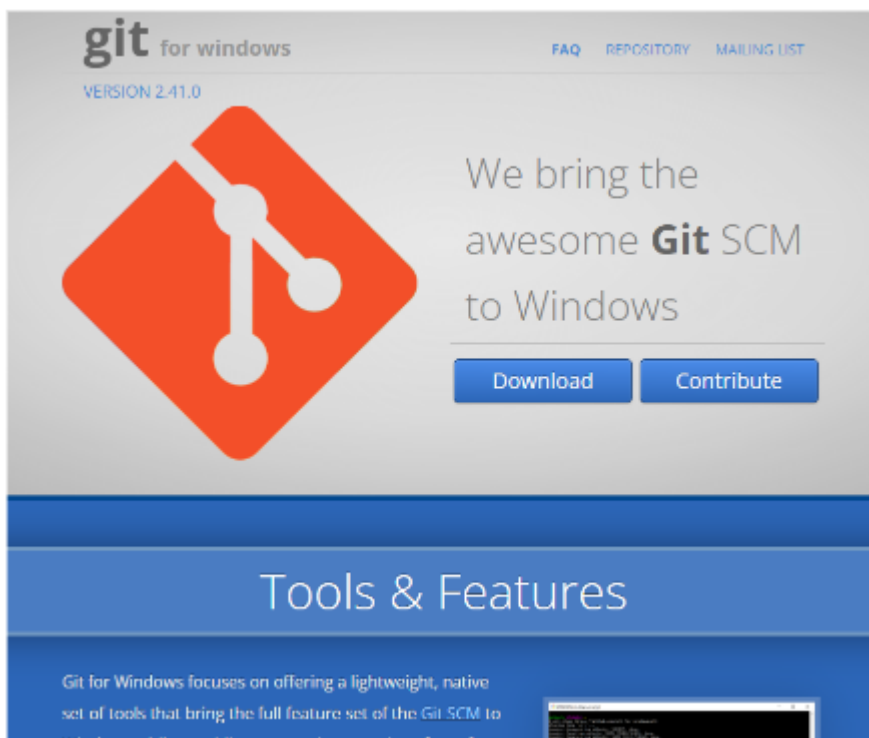 git for windows
FAQ REPOSITORY MAILING LIST
VERSION 2.41.0
We bring the
awesome Git SCM
to Windows
Download Contribute
Tools & Features
Git for Windows focuses on offering a lightweight, native
set of tools that bring the full feature set of the Git SCM to